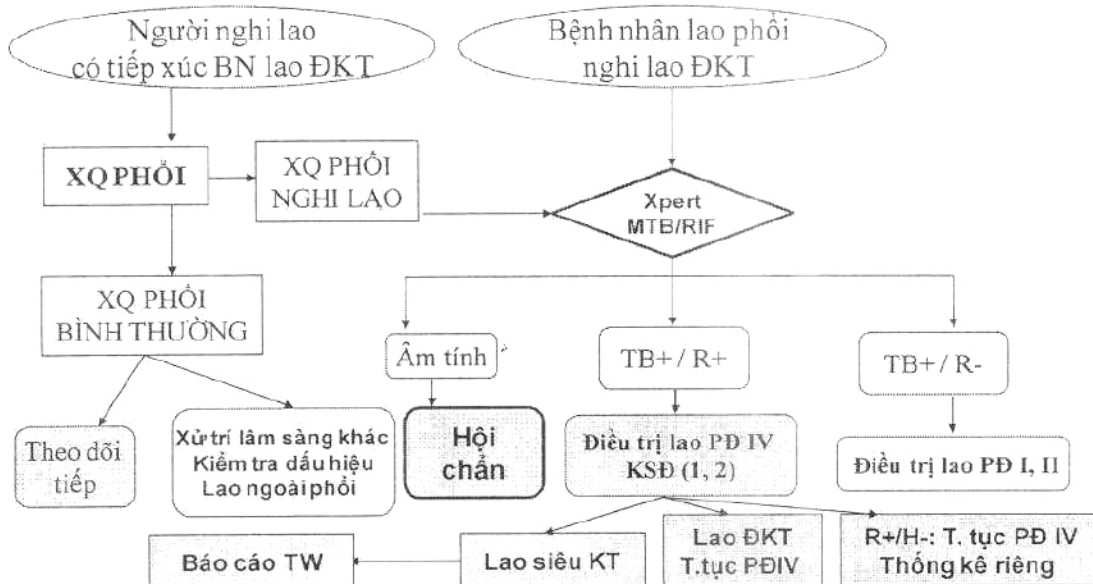 Người nghi lao
có tiếp xúc BN lao ĐKT
Bệnh nhân lao phổi
nghi lao ĐKT
XQ PHỔI
XQ PHỔI
NGHI LAO
Xpert
MTB/RIF
XQ PHỔI
BÌNH THƯỜNG
Âm tính
TB+ / R+
TB+ / R-
Theo dõi
tiếp
Xử trí lâm sàng khác
Kiểm tra dấu hiệu
Lao ngoài phổi
Hội
chẩn
Điều trị lao PĐ IV
KSĐ (1, 2)
Điều trị lao PĐ I, II
Báo cáo TW
Lao siêu KT
Lao ĐKT
T.tục PĐIV
R+/H-: T. tục PĐ IV
Thống kê riêng